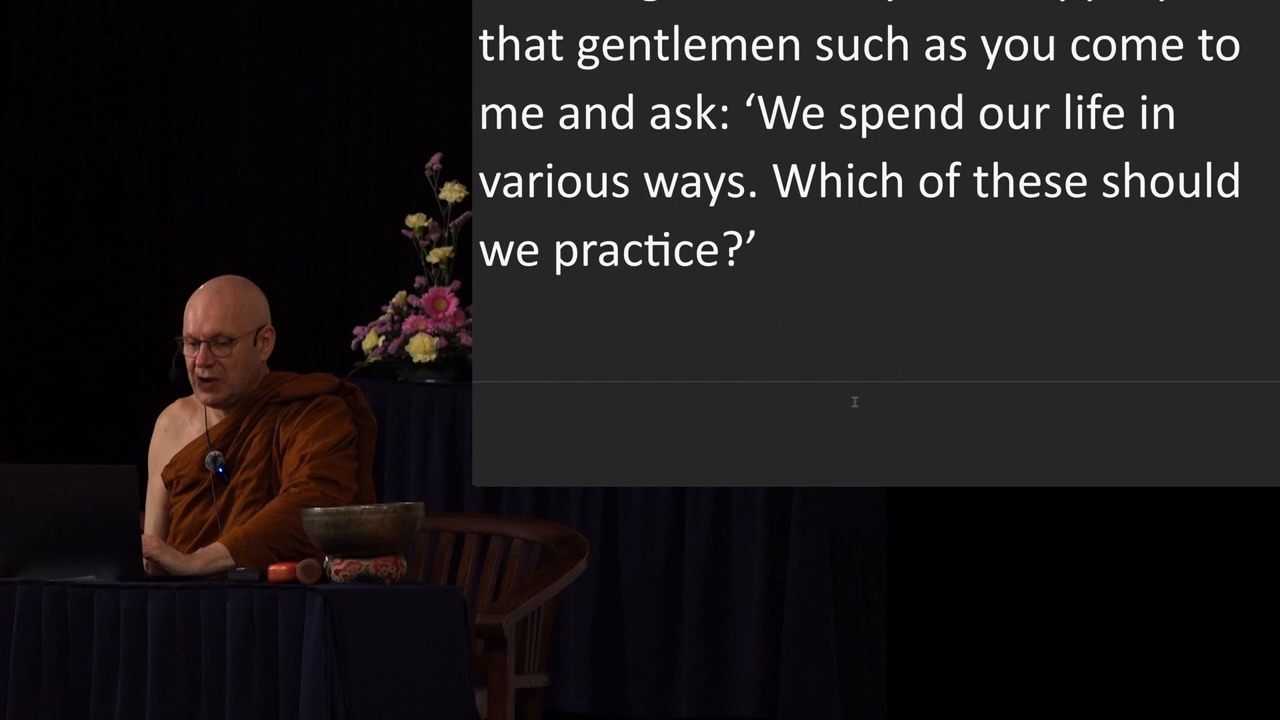 that gentlemen such as you come to
me and ask: ‘We spend our life in
various ways. Which of these should
we practice?’